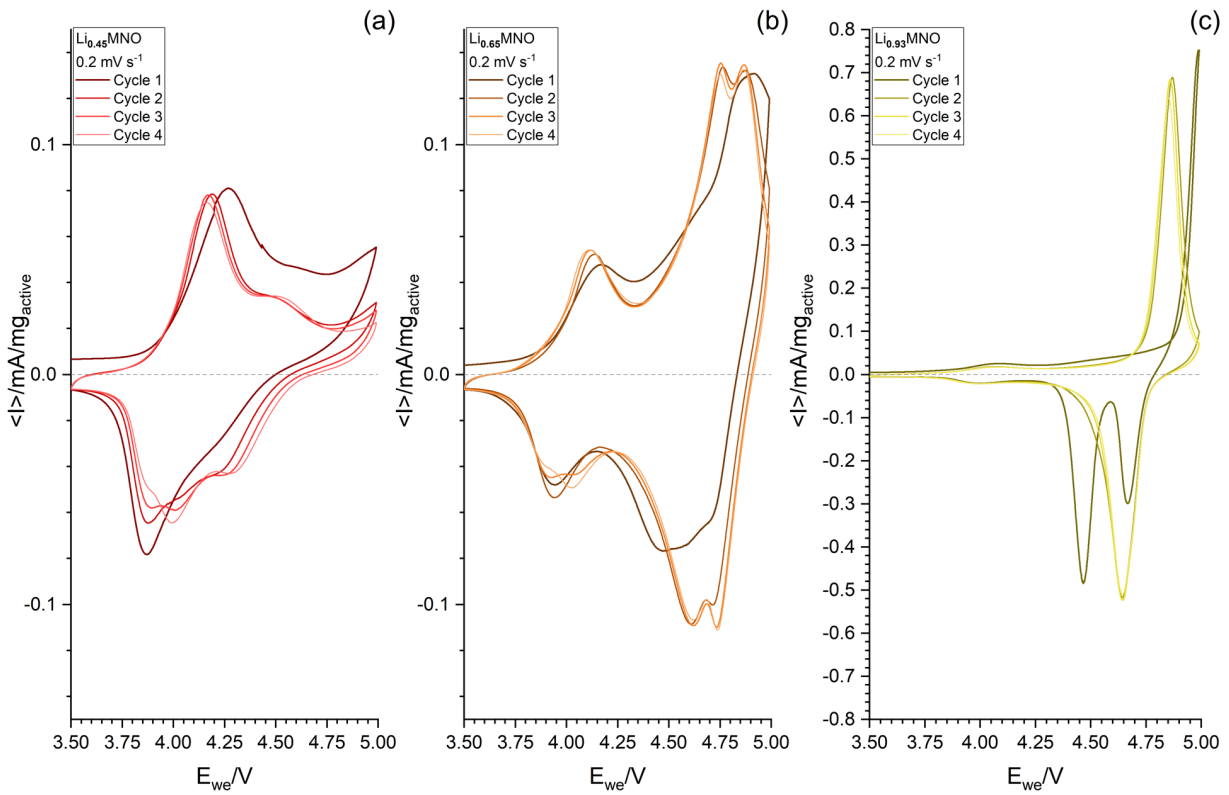 (a)
Li0.45MNO
0.2 mV s-1
Cycle 1
Cycle 2
Cycle 3
Cycle 4
0.1
0.0
-0.1
<I>/mA/mgactive
3.50 3.75 4.00 4.25 4.50 4.75 5.00
Ewe/V
(b)
Li0.65MNO
0.2 mV s-1
Cycle 1
Cycle 2
Cycle 3
Cycle 4
0.1
0.0
-0.1
<I>/mA/mgactive
3.50 3.75 4.00 4.25 4.50 4.75 5.00
Ewe/V
(c)
Li0.93MNO
0.2 mV s-1
Cycle 1
Cycle 2
Cycle 3
Cycle 4
0.8
0.7
0.6
0.5
0.4
0.3
0.2
0.1
0.0
-0.1
-0.2
-0.3
-0.4
-0.5
-0.6
-0.7
-0.8
<I>/mA/mgactive
3.50 3.75 4.00 4.25 4.50 4.75 5.00
Ewe/V